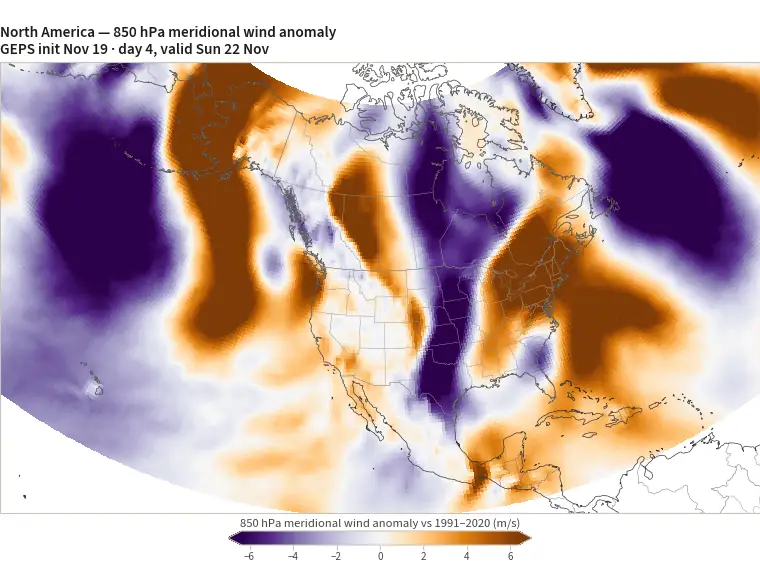 North America — 850 hPa meridional wind anomaly
GEPS init Nov 19 · day 4, valid Sun 22 Nov
850 hPa meridional wind anomaly vs 1991–2020 (m/s)
−6 −4 −2 0 2 4 6